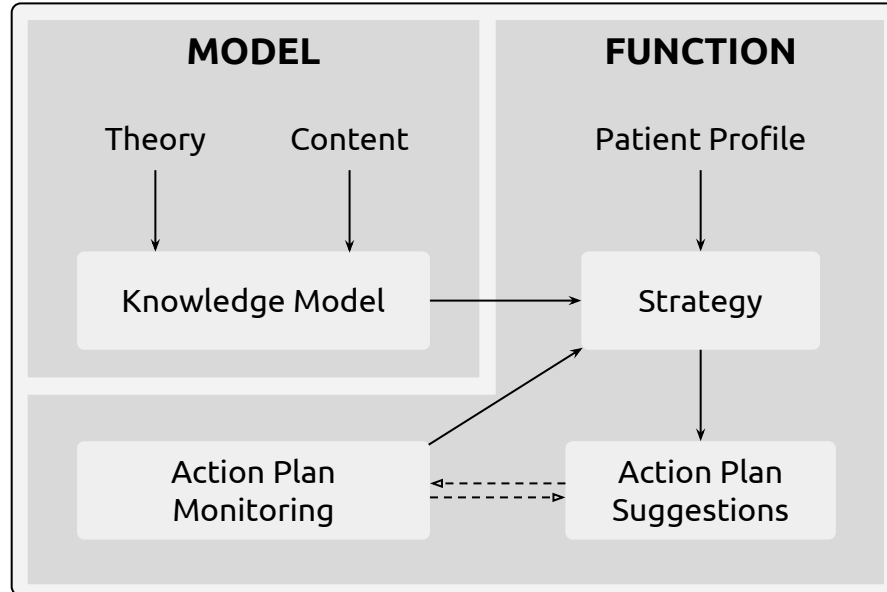 MODEL
FUNCTION
Theory
Content
Patient Profile
Knowledge Model
Strategy
Action Plan
Monitoring
Action Plan
Suggestions